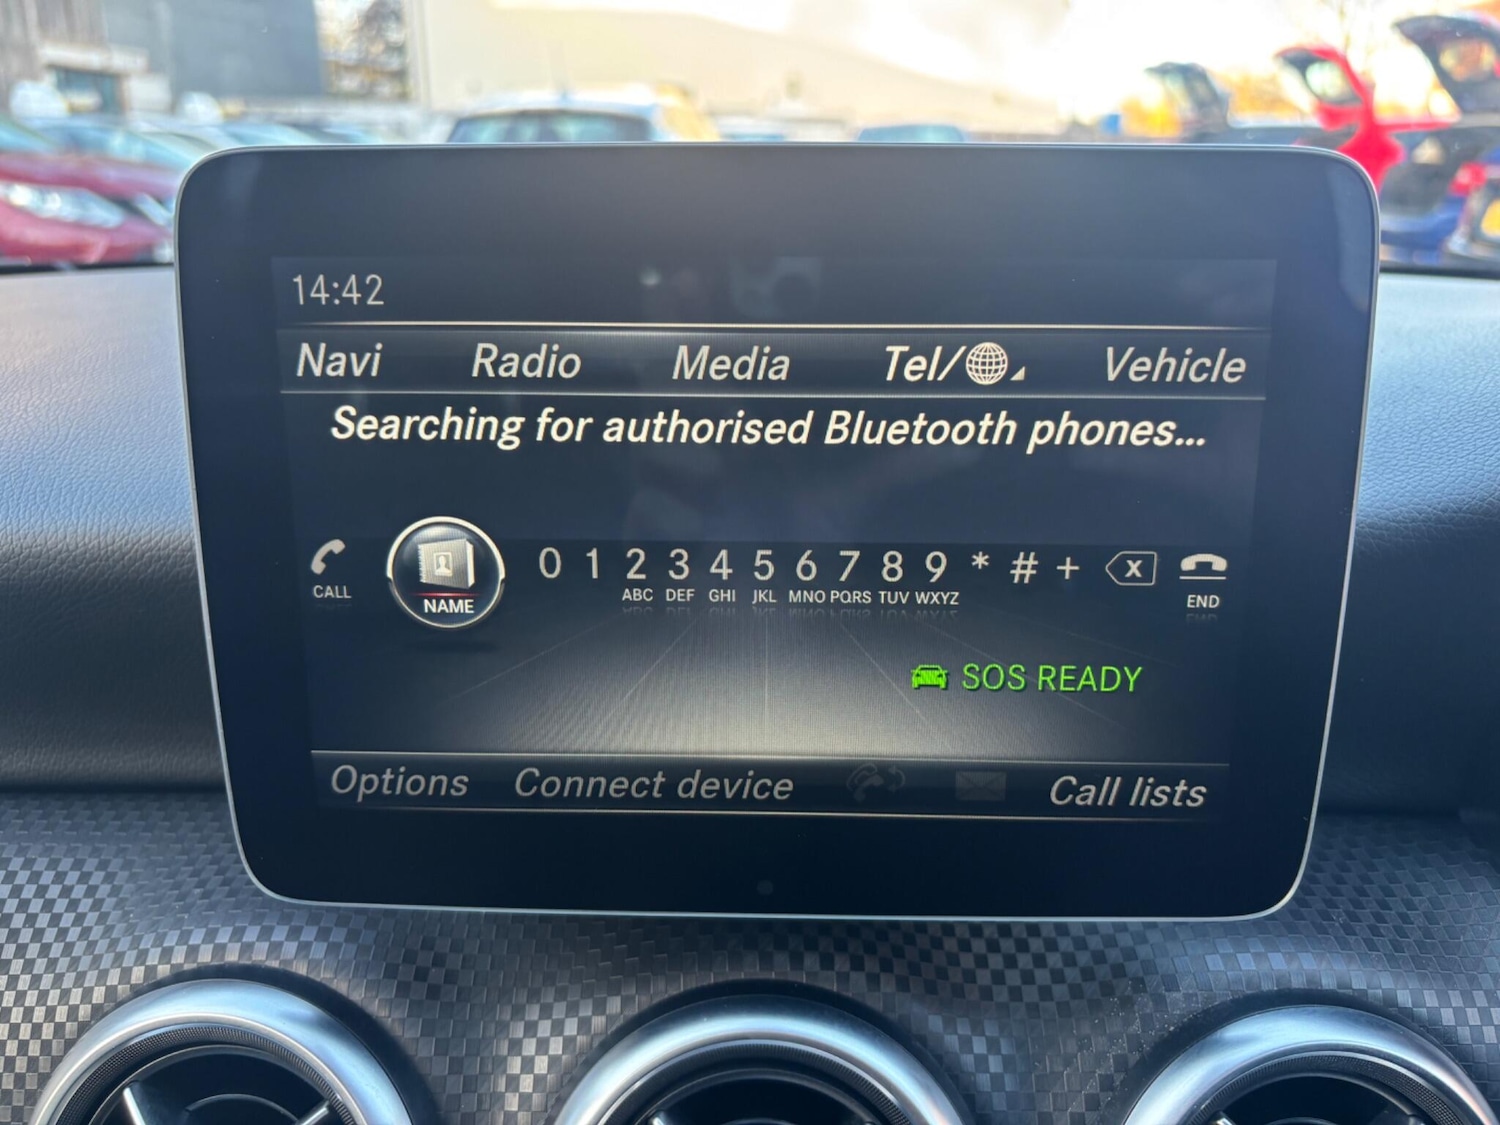 14:42
Navi Radio Media Tel/ Vehicle
Searching for authorised Bluetooth phones...
CALL NAME 0 1 2 ABC 3 DEF 4 GHI 5 JKL 6 MNO 7 PQRS 8 TUV 9 WXYZ * # + X END
SOS READY
Options Connect device Call lists